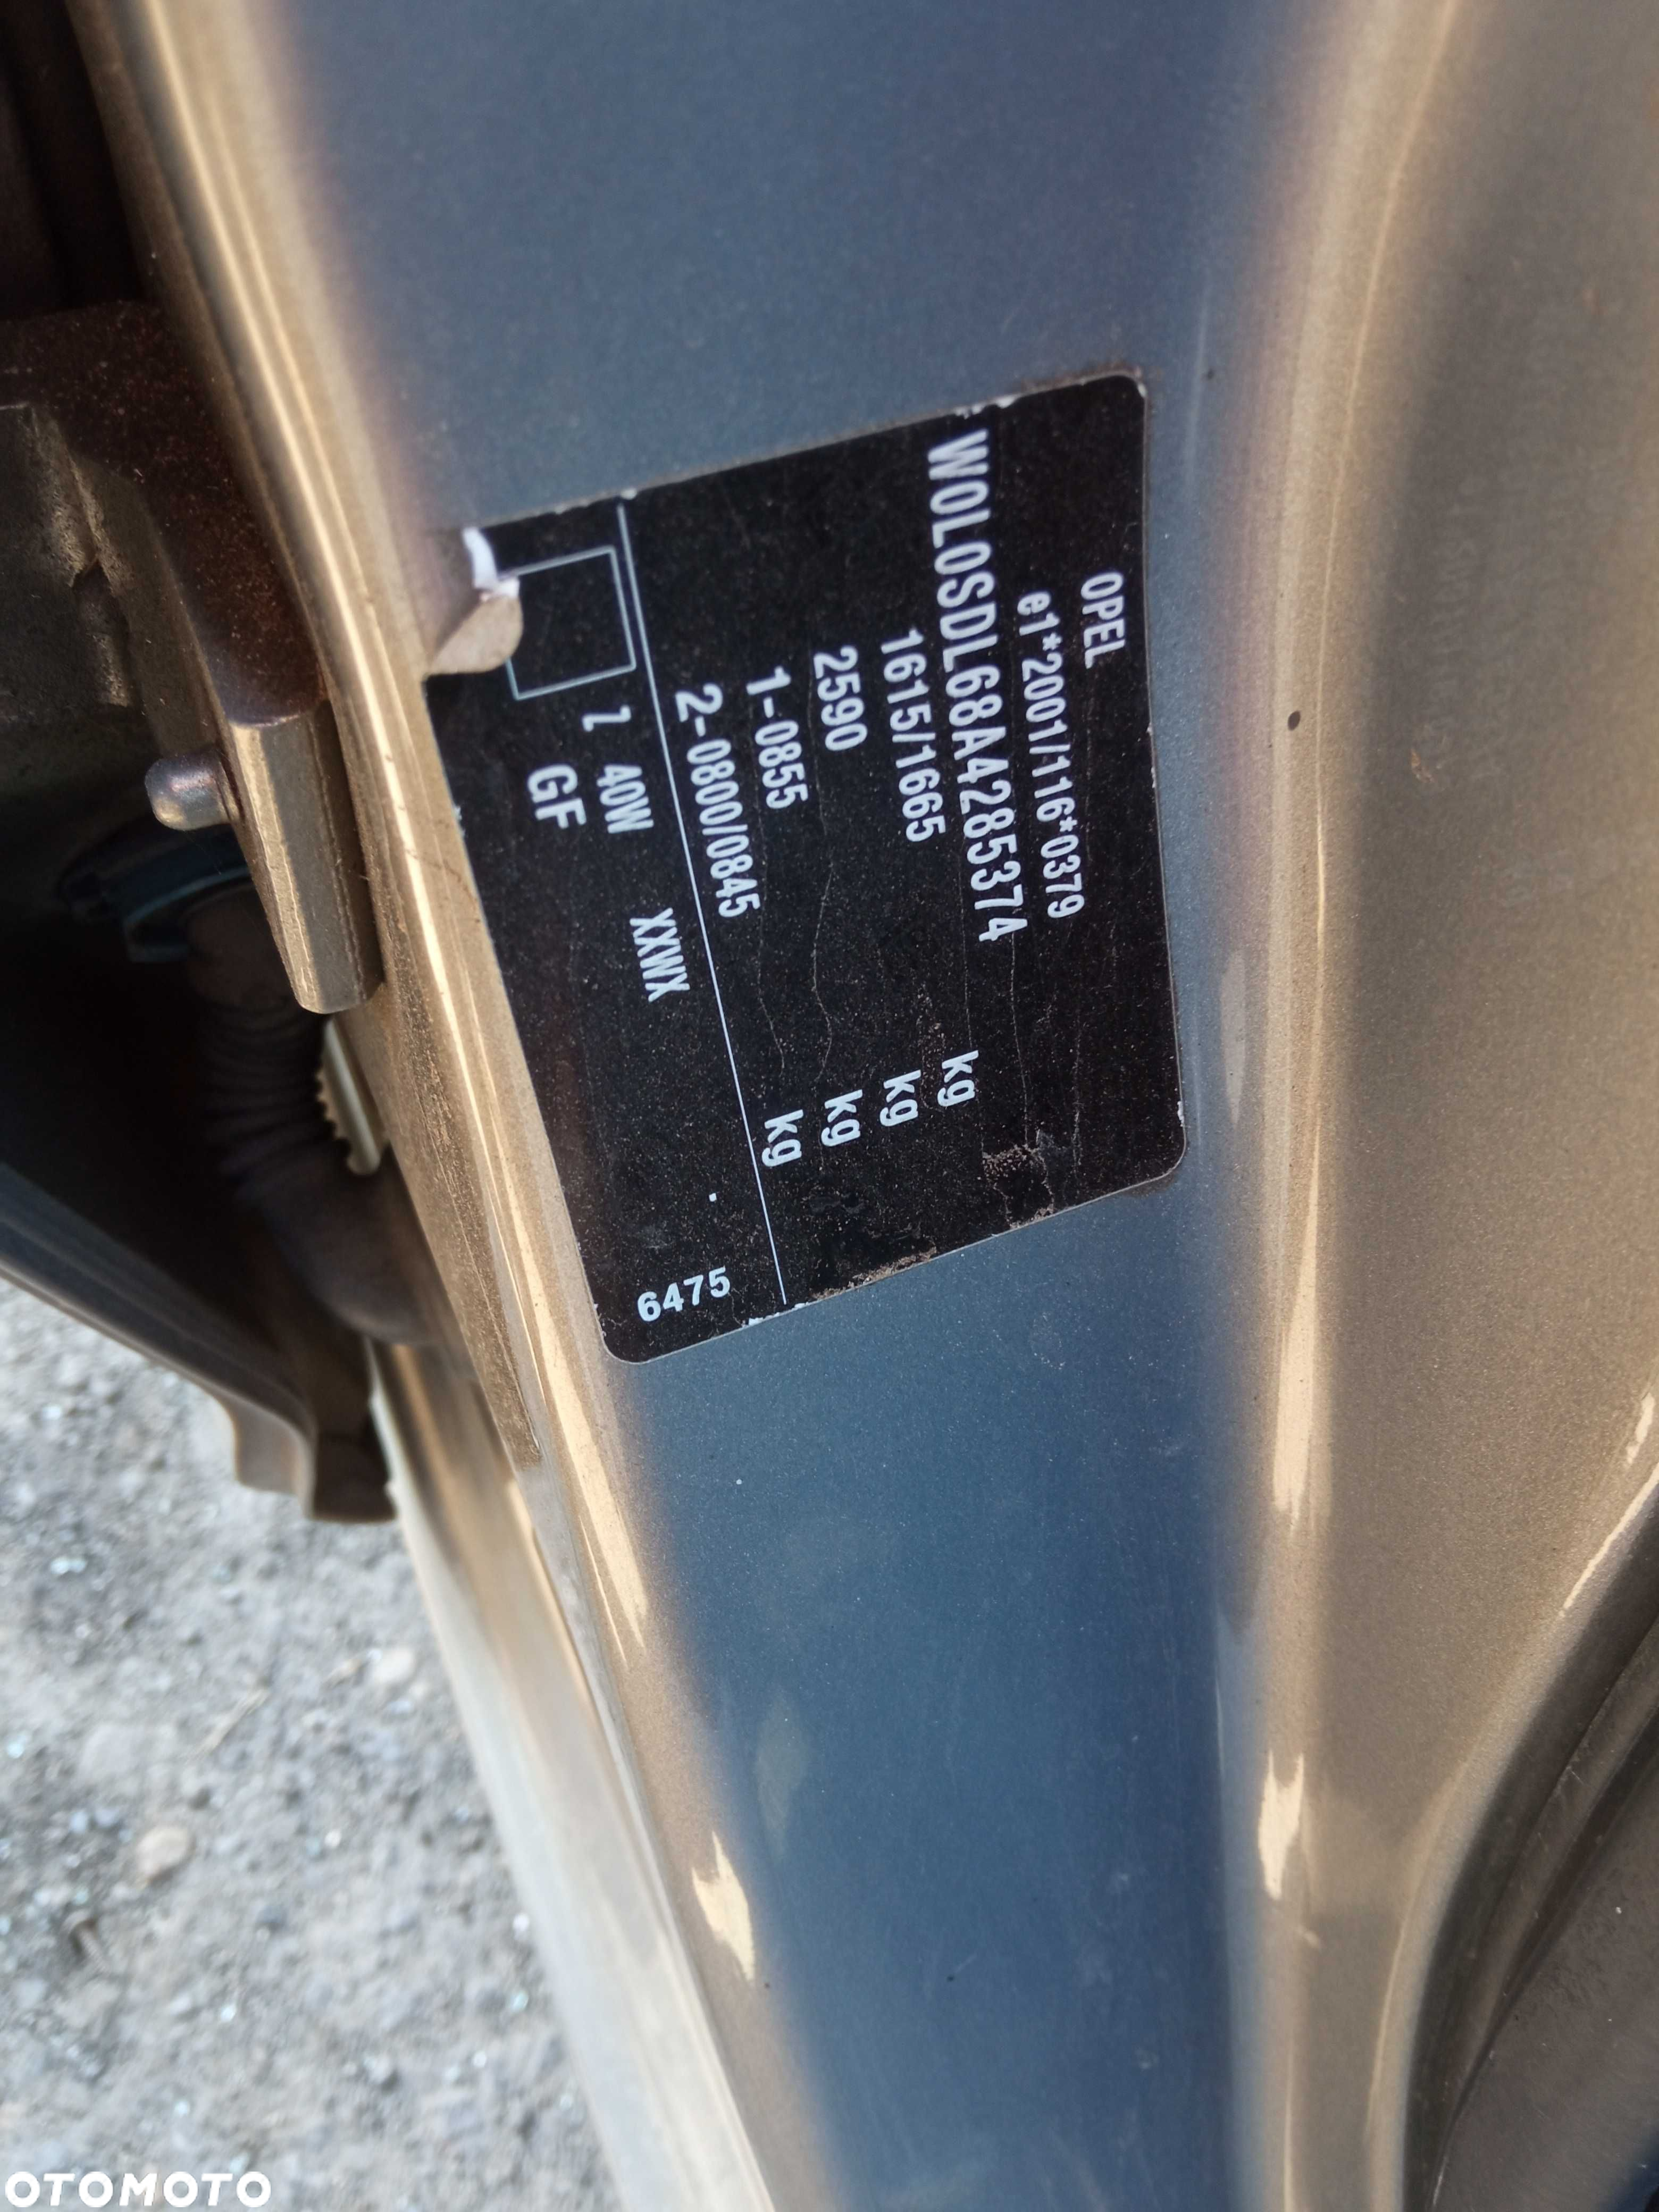 OPEL
e1*2001/116*0379
W0L0SDL68A4285374
1615/1665 kg
2590 kg
1-0855 kg
2-0800/0845 kg
Z 40W XXWX
GF
6475
OTOMOTO